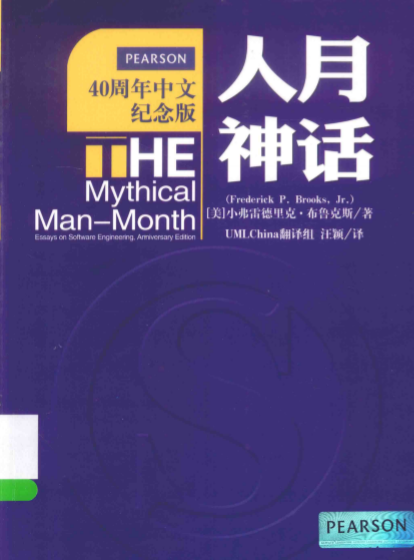 PEARSON
40周年中文
纪念版
人月
神话
THE
Mythical
Man-Month
Essays on Software Engineering, Anniversary Edition
(Frederick P. Brooks, Jr.)
[美]小弗雷德里克·布鲁克斯/著
UMLChina翻译组 汪颖/译
PEARSON